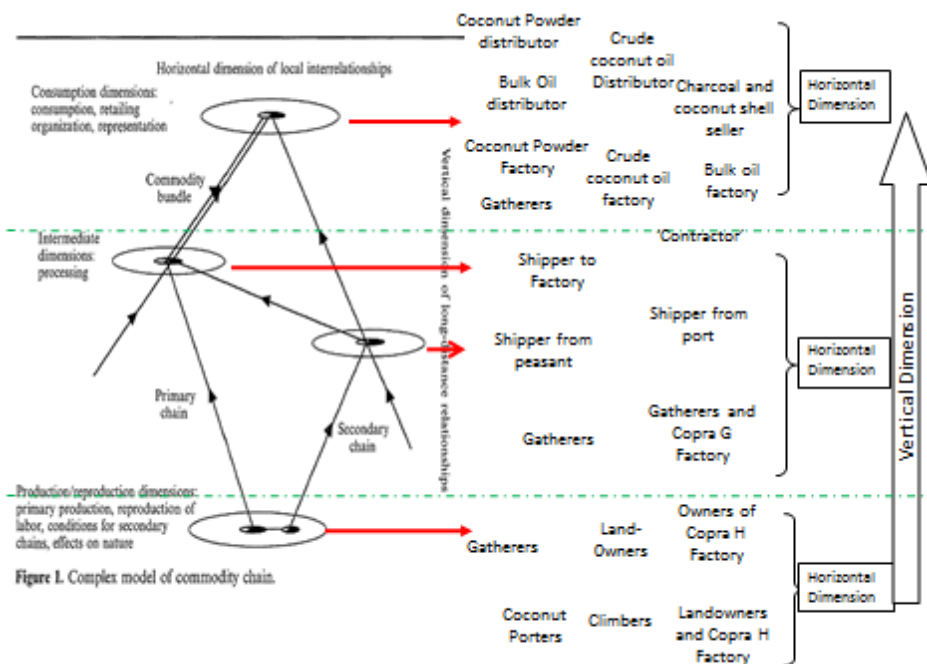 Horizontal dimension of local interrelationships
Consumption dimensions:
consumption, retailing
organization, representation
Commodity
bundle
Intermediate
dimensions:
processing
Primary
chain
Secondary
chain
Vertical dimension of long-distance relationships
Production/reproduction dimensions:
primary production, reproduction of
labor, conditions for secondary
chains, effects on nature
Figure 1. Complex model of commodity chain.
Coconut Powder
distributor
Crude
coconut oil
Distributor
Bulk Oil
distributor
Charcoal and
coconut shell
seller
Coconut Powder
Factory
Crude
coconut oil
factory
Bulk oil
factory
Gatherers
Horizontal
Dimension
Contractor
Shipper to
Factory
Shipper from
port
Shipper from
peasant
Gatherers
Gatherers and
Copra G
Factory
Horizontal
Dimension
Gatherers
Land-
Owners
Owners of
Copra H
Factory
Coconut
Porters
Climbers
Landowners
and Copra H
Factory
Horizontal
Dimension
Vertical Dimension